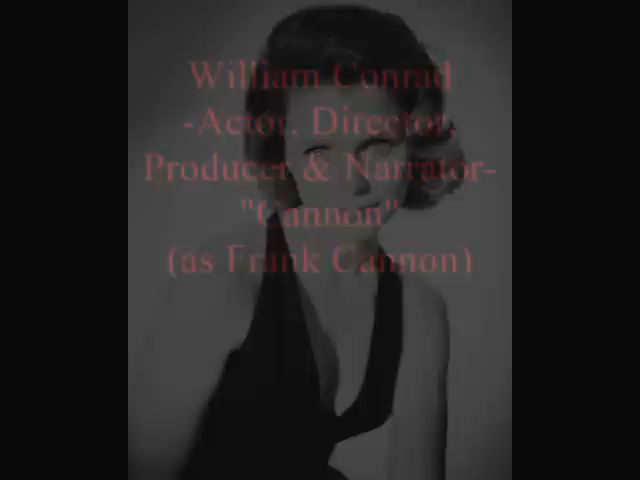 William Conrad
-Actor, Director,
Producer & Narrator-
"Cannon"
(as Frank Cannon)